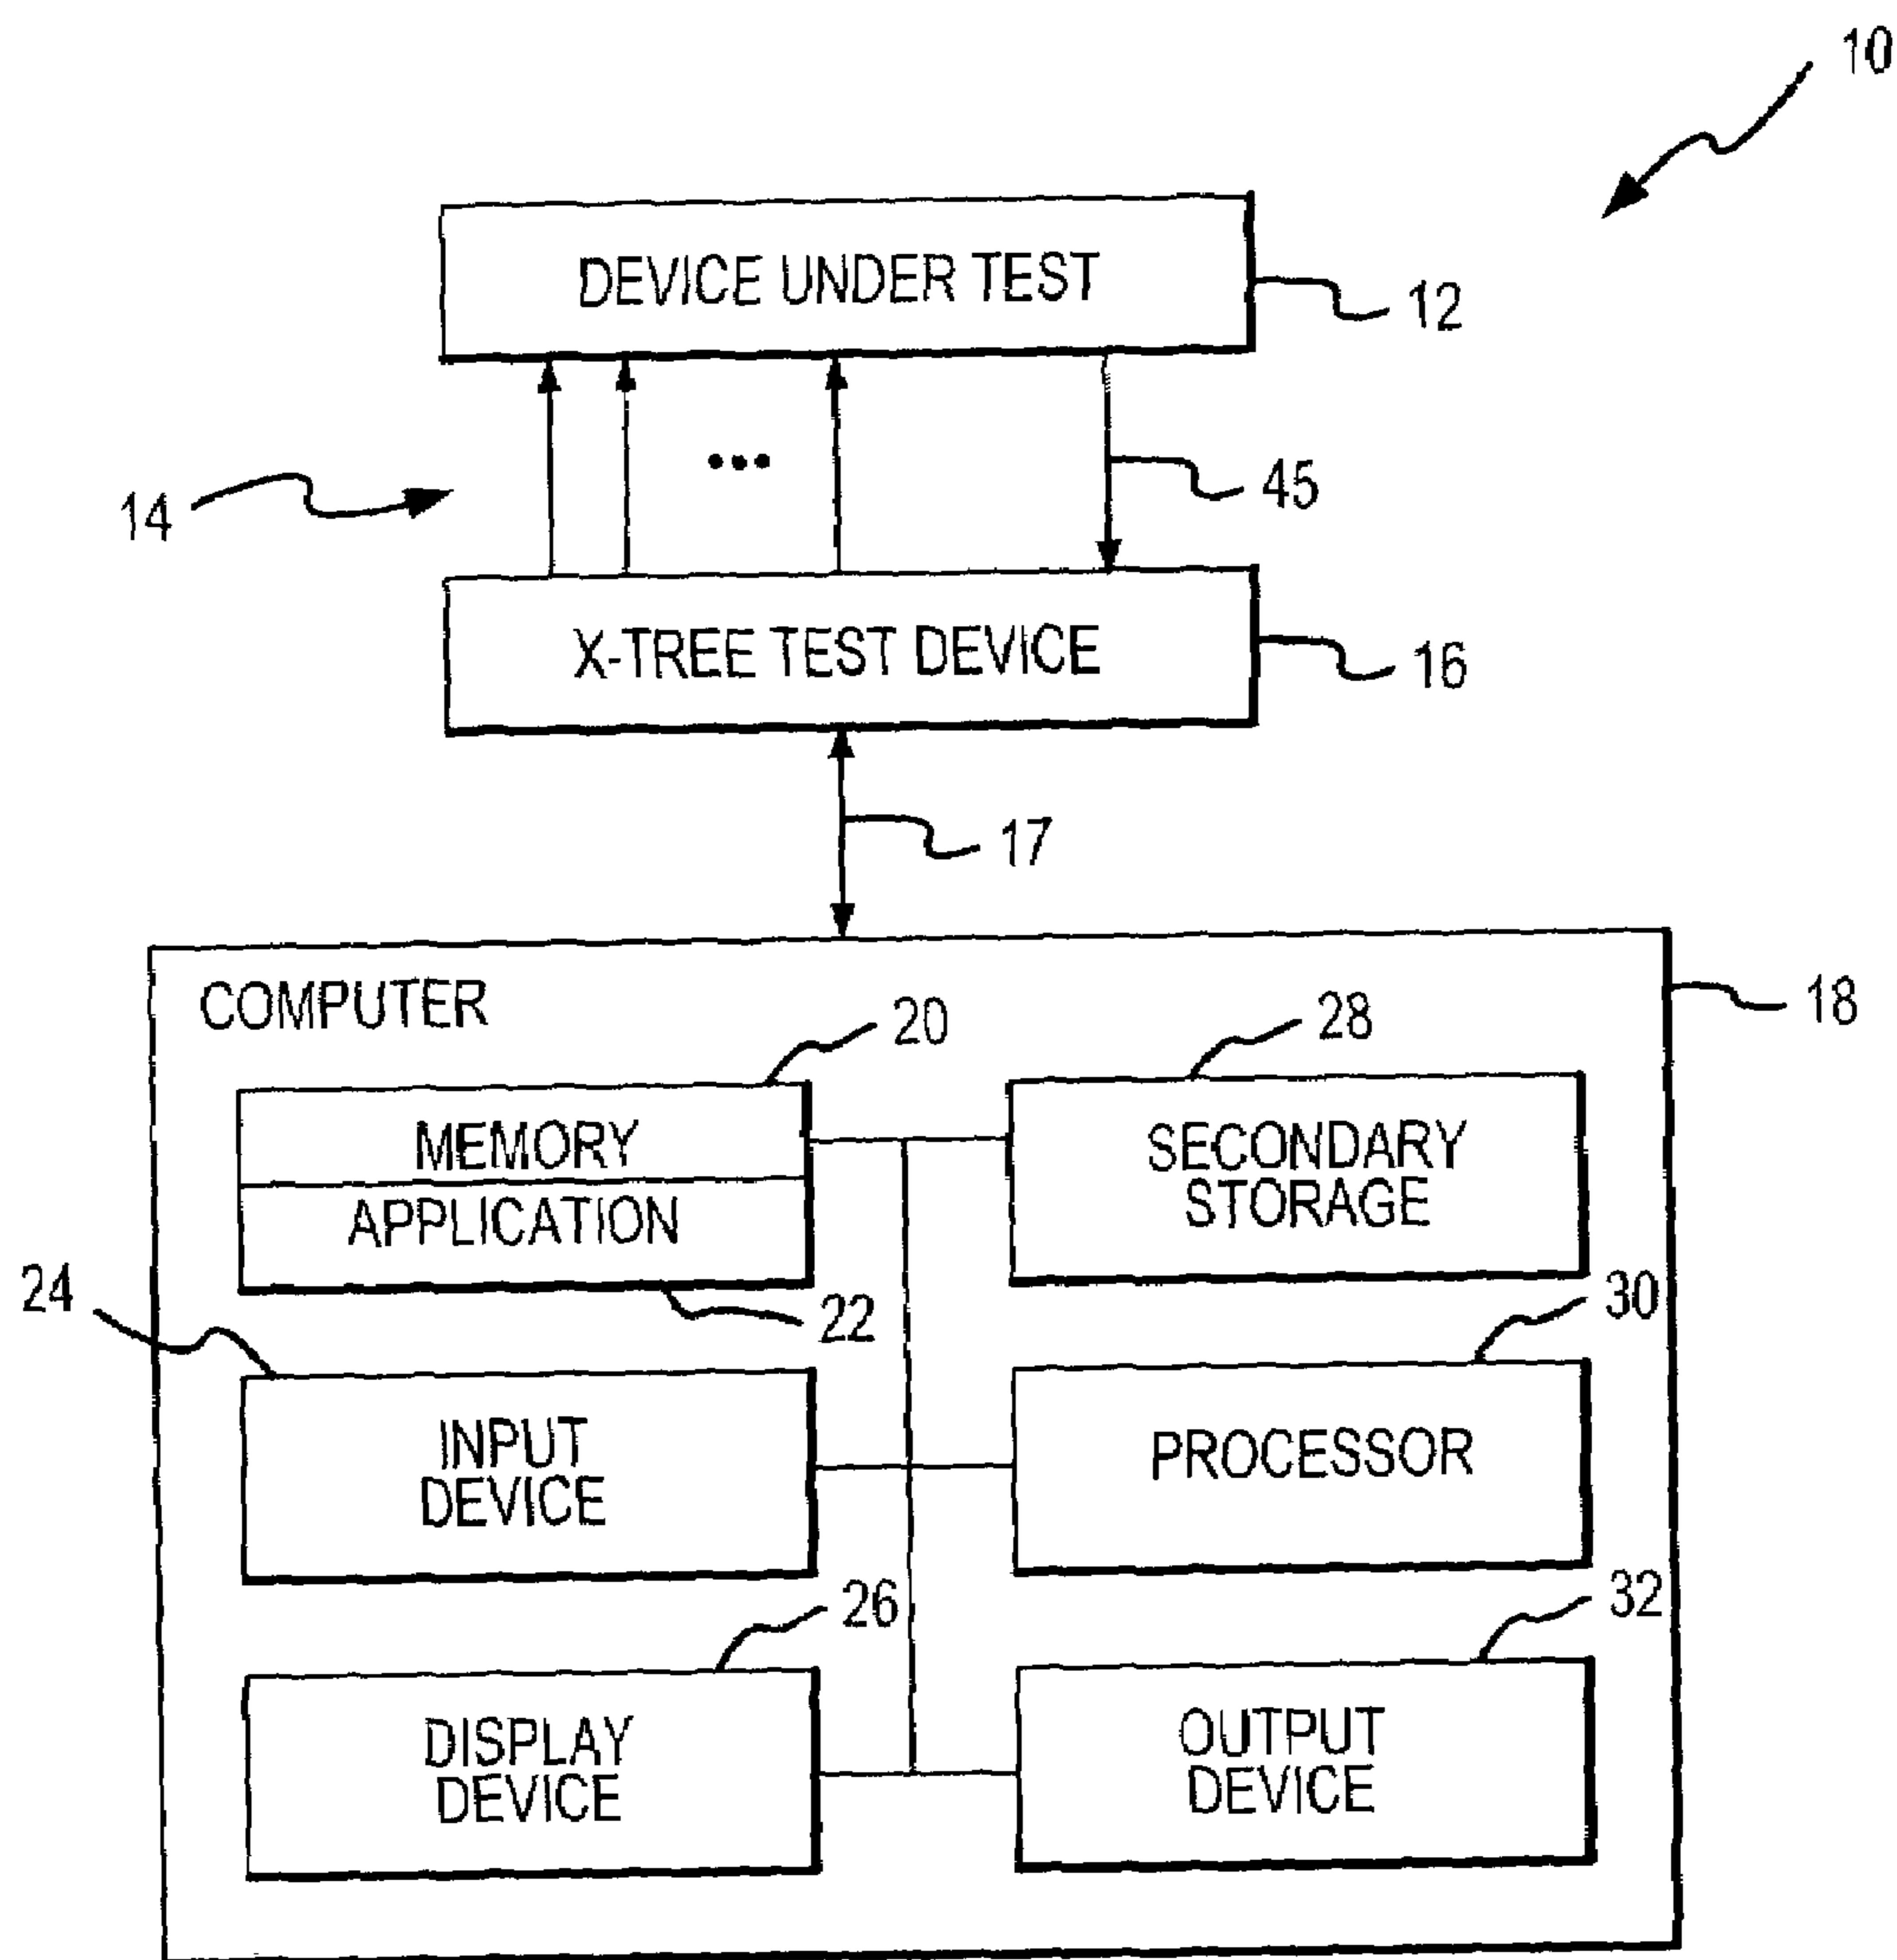 10
DEVICE UNDER TEST
12
14
45
X-TREE TEST DEVICE
16
17
COMPUTER
18
20
28
MEMORY
APPLICATION
SECONDARY
STORAGE
24
22
30
INPUT
DEVICE
PROCESSOR
26
32
DISPLAY
DEVICE
OUTPUT
DEVICE